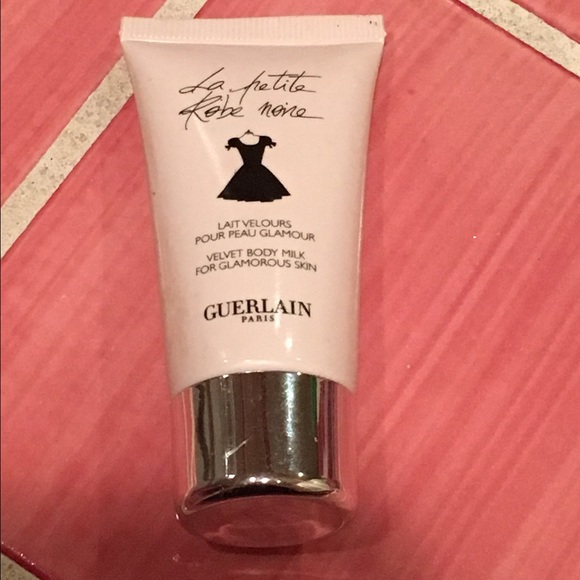 La petite
Robe noire
LAIT VELOURS
POUR PEAU GLAMOUR
VELVET BODY MILK
FOR GLAMOROUS SKIN
GUERLAIN
PARIS